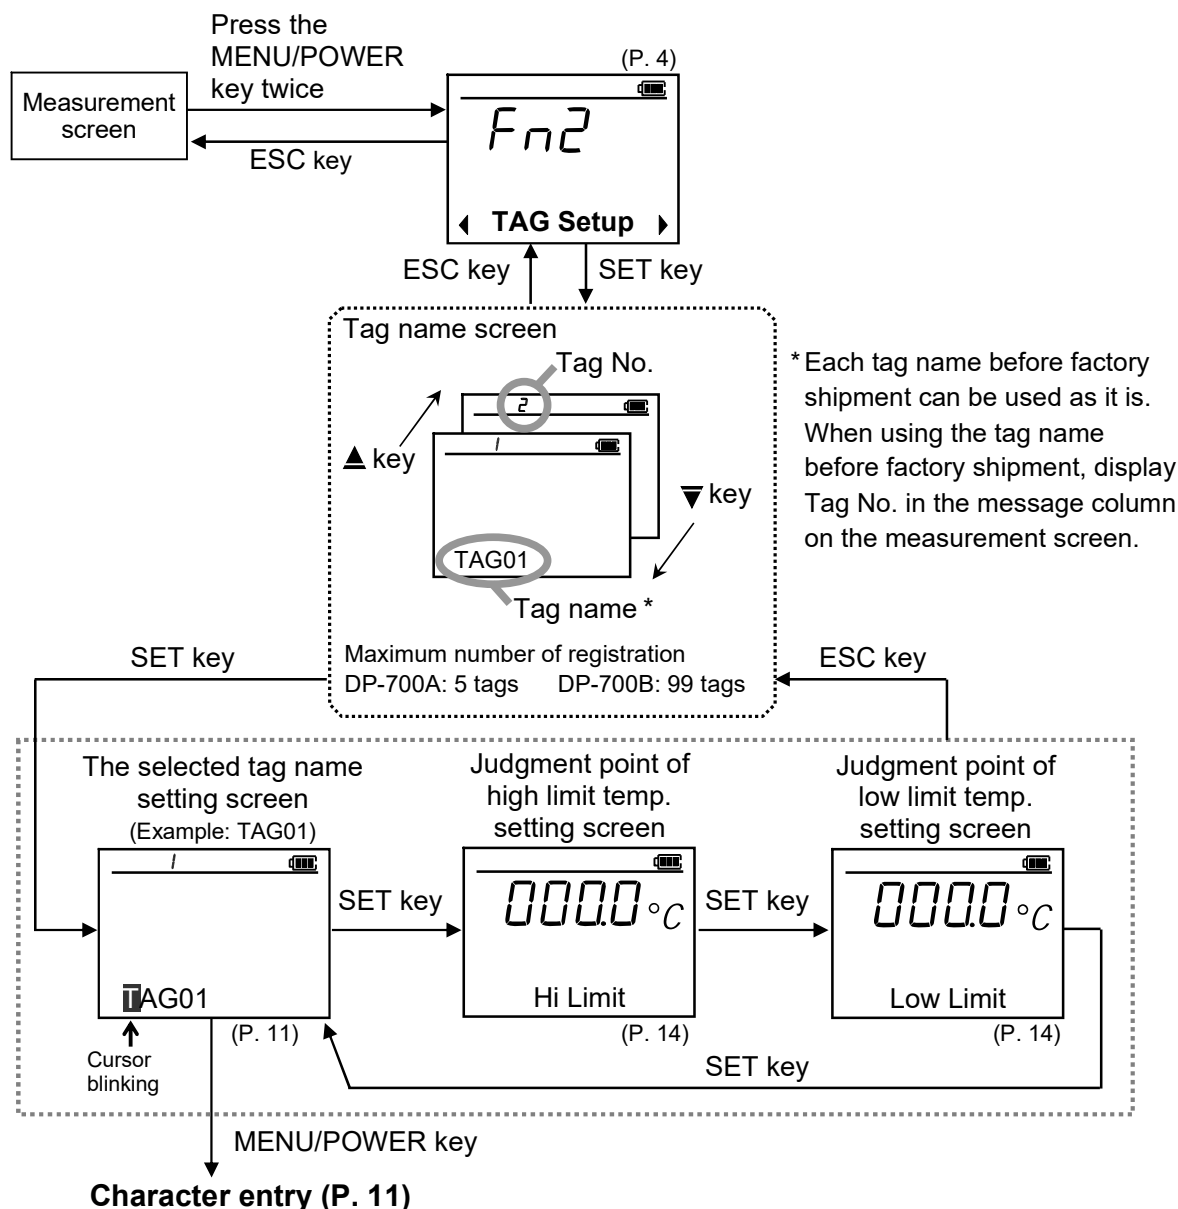 Press the
MENU/POWER
key twice
(P. 4)
Measurement
screen
Fn2
ESC key
TAG Setup
ESC key
SET key
Tag name screen
Tag No.
2
1
▲ key
▼ key
TAG01
Tag name *
* Each tag name before factory
shipment can be used as it is.
When using the tag name
before factory shipment, display
Tag No. in the message column
on the measurement screen.
Maximum number of registration
DP-700A: 5 tags DP-700B: 99 tags
SET key
ESC key
The selected tag name
setting screen
(Example: TAG01)
Judgment point of
high limit temp.
setting screen
Judgment point of
low limit temp.
setting screen
1
TAG01
SET key
000.0 °C
Hi Limit
SET key
000.0 °C
Low Limit
(P. 11)
(P. 14)
(P. 14)
Cursor
blinking
SET key
MENU/POWER key
Character entry (P. 11)